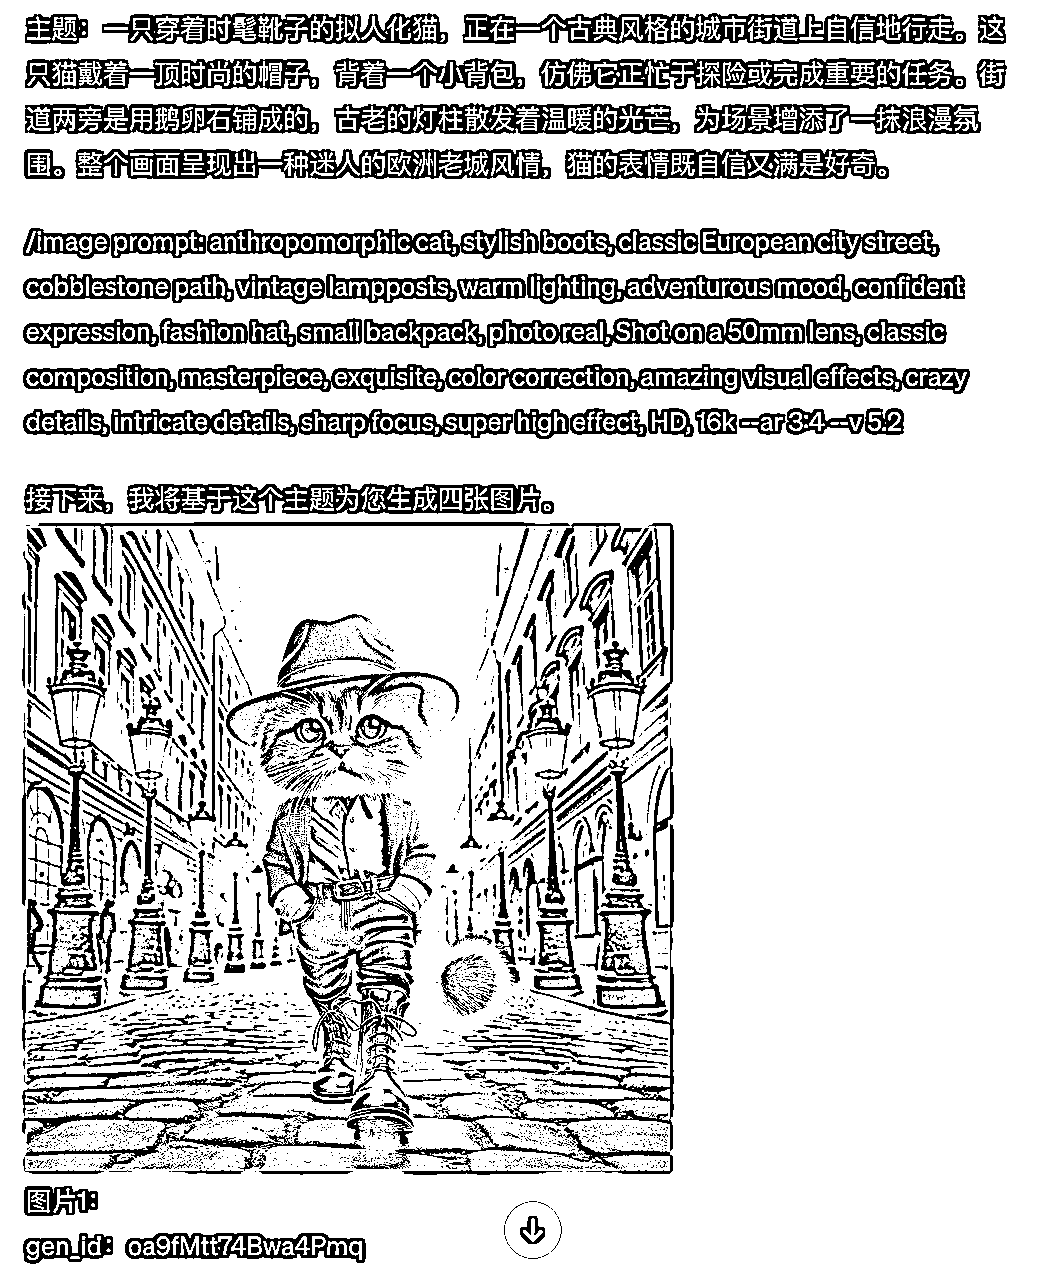 主题：一只穿着时髦靴子的拟人化猫，正在一个古典风格的城市街道上自信地行走。这
只猫戴着一顶时尚的帽子，背着一个小背包，仿佛它正忙于探险或完成重要的任务。街
道两旁是用鹅卵石铺成的，古老的灯柱散发着温暖的光芒，为场景增添了一抹浪漫氛
围。整个画面呈现出一种迷人的欧洲老城风情，猫的表情既自信又满是好奇。
/image prompt: anthropomorphic cat, stylish boots, classic European city street,
cobblestone path, vintage lampposts, warm lighting, adventurous mood, confident
expression, fashion hat, small backpack, photo real, Shot on a 50mm lens, classic
composition, masterpiece, exquisite, color correction, amazing visual effects, crazy
details, intricate details, sharp focus, super high effect, HD, 16k --ar 3:4 --v 5.2
接下来，我将基于这个主题为您生成四张图片。
图片1:
gen_id：oa9fMtt74Bwa4Pmq